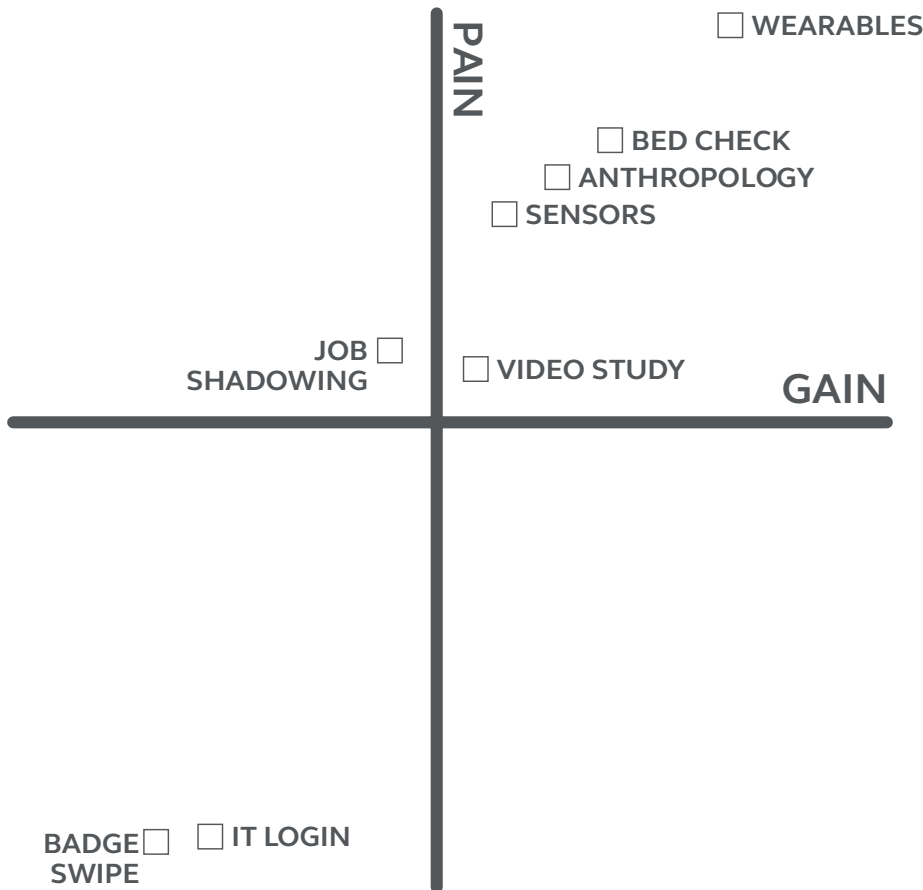 WEARABLES
PAIN
BED CHECK
ANTHROPOLOGY
SENSORS
JOB
SHADOWING
VIDEO STUDY
GAIN
BADGE
SWIPE
IT LOGIN